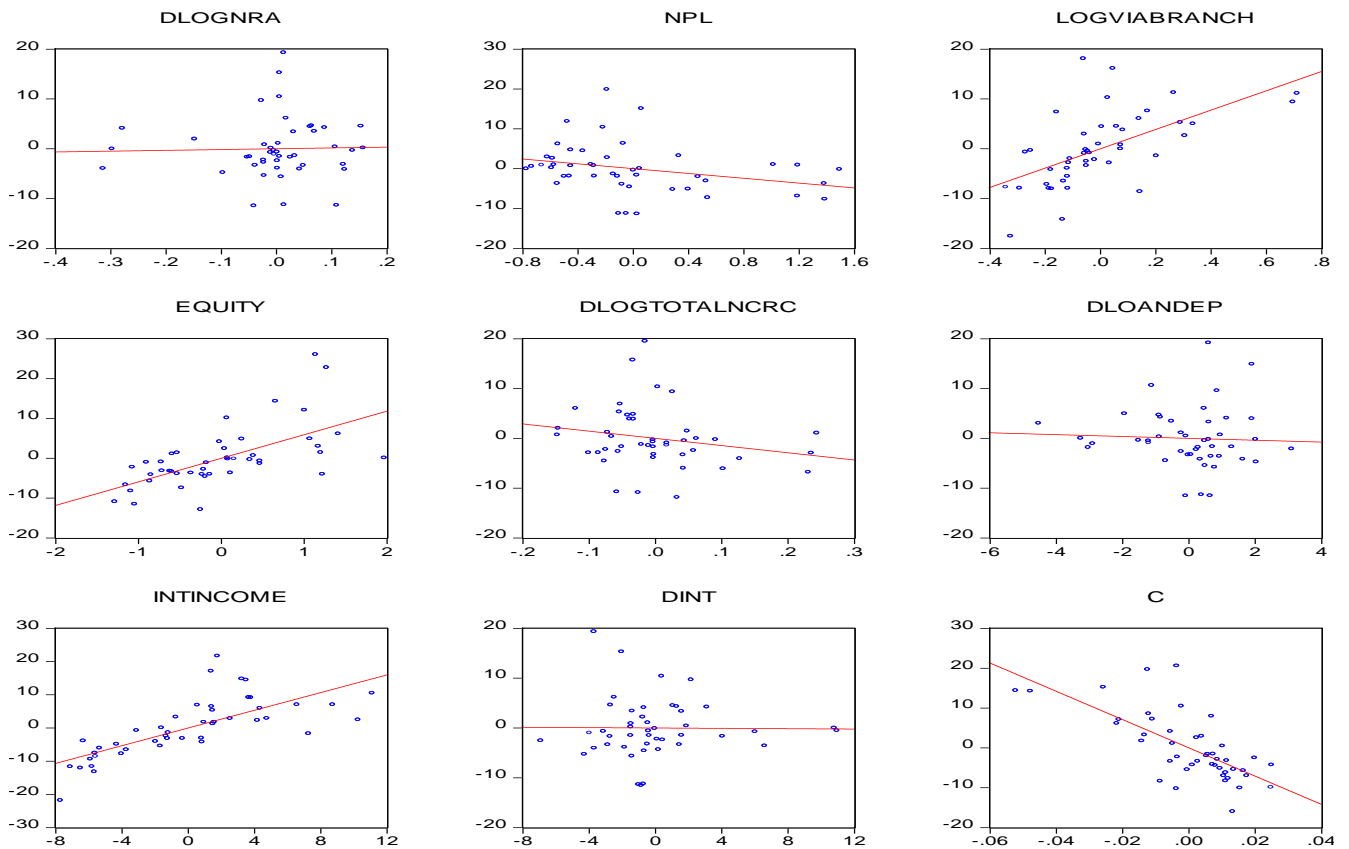 DLOGNRA
20
10
0
-10
-20
-.4 -.3 -.2 -.1 .0 .1 .2
NPL
30
20
10
0
-10
-20
-0.8 -0.4 0.0 0.4 0.8 1.2 1.6
LOGVIABRANCH
20
10
0
-10
-20
-.4 -.2 .0 .2 .4 .6 .8
EQUITY
30
20
10
0
-10
-20
-2 -1 0 1 2
DLOGTOTALNCRC
20
10
0
-10
-20
-.2 -.1 .0 .1 .2 .3
DLOANDEP
20
10
0
-10
-20
-6 -4 -2 0 2 4
INTINCOME
30
20
10
0
-10
-20
-30
-8 -4 0 4 8 12
DINT
20
10
0
-10
-20
-8 -4 0 4 8 12
C
30
20
10
0
-10
-20
-.06 -.04 -.02 .00 .02 .04